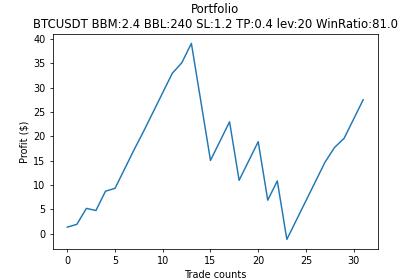 Portfolio
BTCUSDT BBM:2.4 BBL:240 SL:1.2 TP:0.4 lev:20 WinRatio:81.0
40
35
30
25
20
15
10
5
0
Profit ($)
0 5 10 15 20 25 30
Trade counts